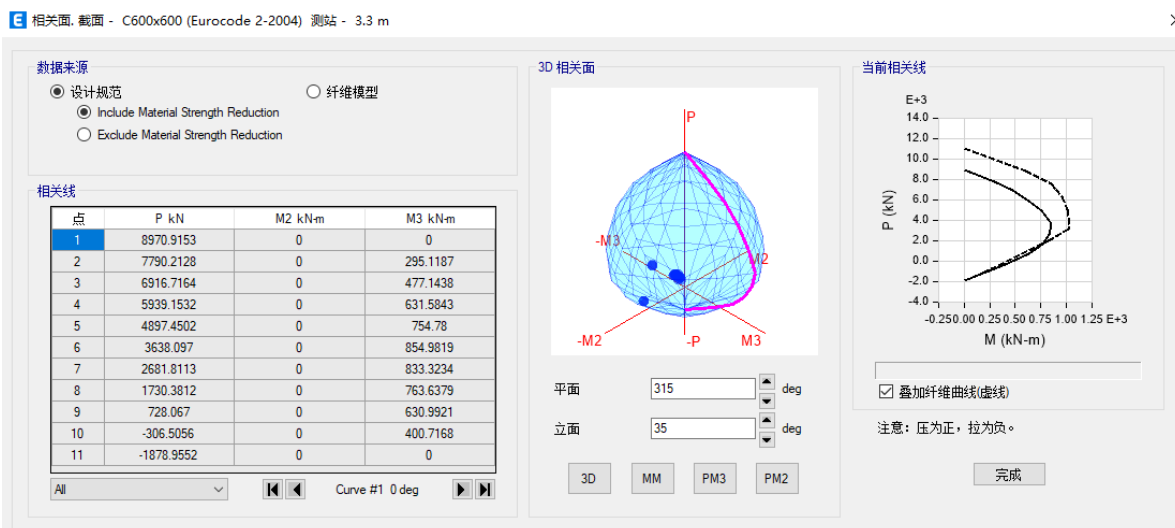 E 相关面. 截面 - C600x600 (Eurocode 2-2004) 测站 - 3.3 m
数据来源
设计规范 纤维模型
Include Material Strength Reduction
Exclude Material Strength Reduction
相关线
点 P kN M2 kN-m M3 kN-m
1 8970.9153 0 0
2 7790.2128 0 295.1187
3 6916.7164 0 477.1438
4 5939.1532 0 631.5843
5 4897.4502 0 754.78
6 3638.097 0 854.9819
7 2681.8113 0 833.3234
8 1730.3812 0 763.6379
9 728.067 0 630.9921
10 -306.5056 0 400.7168
11 -1878.9552 0 0
All Curve #1 0 deg
3D 相关面
P
-M3 M2
-M2 -P M3
平面 315 deg
立面 35 deg
3D MM PM3 PM2
当前相关线
E+3
14.0
12.0
10.0
8.0
6.0
4.0
2.0
0.0
-2.0
-4.0
P (kN)
-0.250.00 0.250.50 0.75 1.00 1.25 E+3
M (kN-m)
叠加纤维曲线(虚线)
注意：压为正，拉为负。
完成